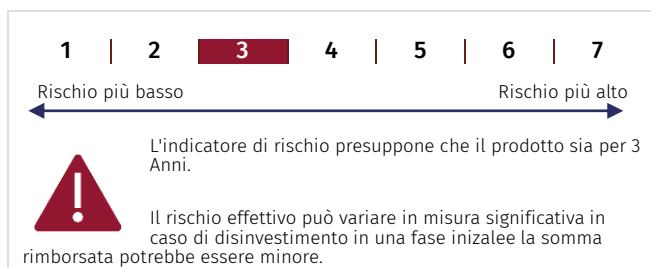 1 | 2 | 3 | 4 | 5 | 6 | 7
Rischio più basso Rischio più alto
L'indicatore di rischio presuppone che il prodotto sia per 3
Anni.
Il rischio effettivo può variare in misura significativa in
caso di disinvestimento in una fase inizalee la somma
rimborsata potrebbe essere minore.